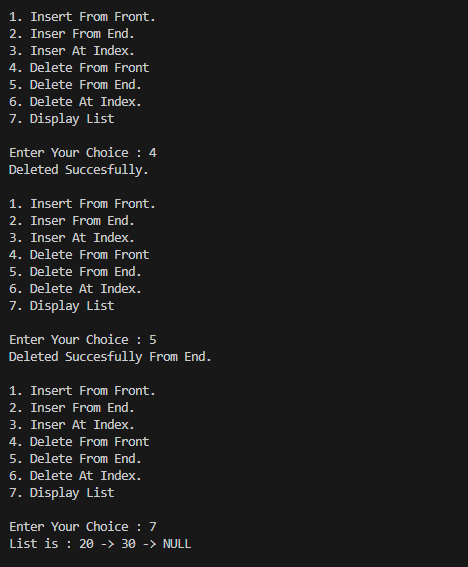 1. Insert From Front.
2. Inser From End.
3. Inser At Index.
4. Delete From Front
5. Delete From End.
6. Delete At Index.
7. Display List
Enter Your Choice : 4
Deleted Succesfully.
1. Insert From Front.
2. Inser From End.
3. Inser At Index.
4. Delete From Front
5. Delete From End.
6. Delete At Index.
7. Display List
Enter Your Choice : 5
Deleted Succesfully From End.
1. Insert From Front.
2. Inser From End.
3. Inser At Index.
4. Delete From Front
5. Delete From End.
6. Delete At Index.
7. Display List
Enter Your Choice : 7
List is : 20 -> 30 -> NULL